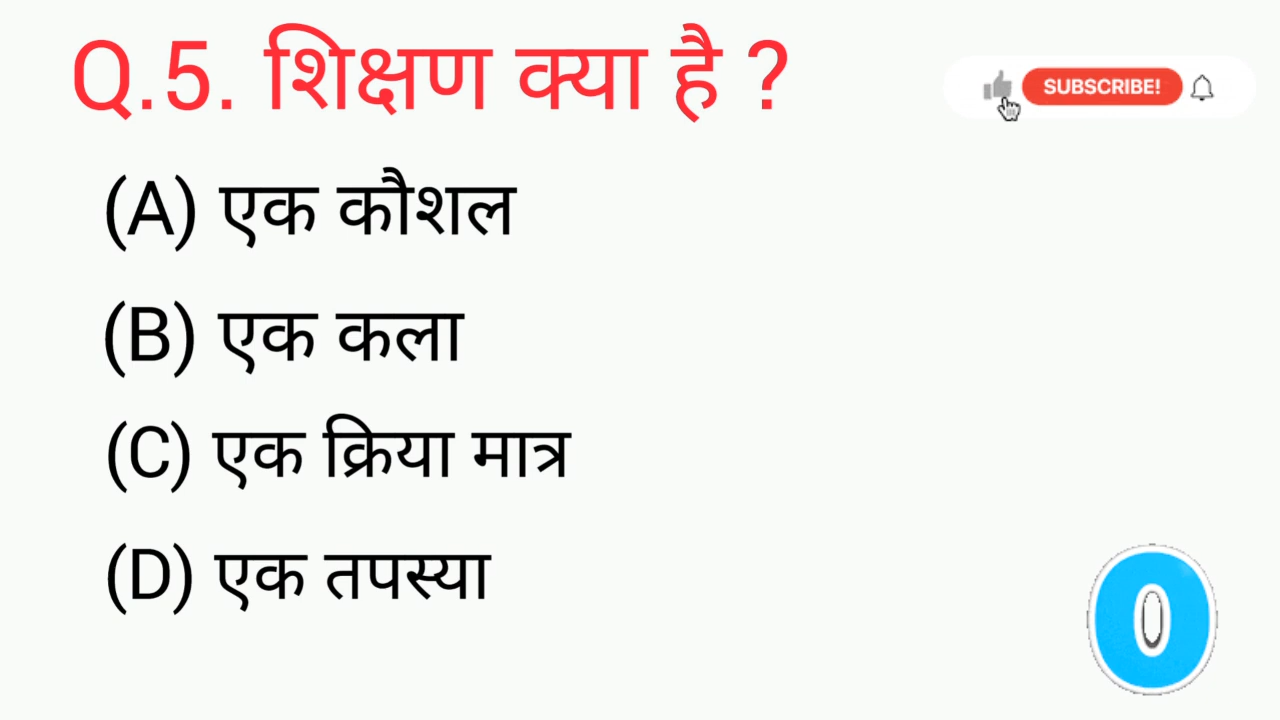 Q.5. शिक्षण क्या है ?
SUBSCRIBE!
(A) एक कौशल
(B) एक कला
(C) एक क्रिया मात्र
(D) एक तपस्या
0